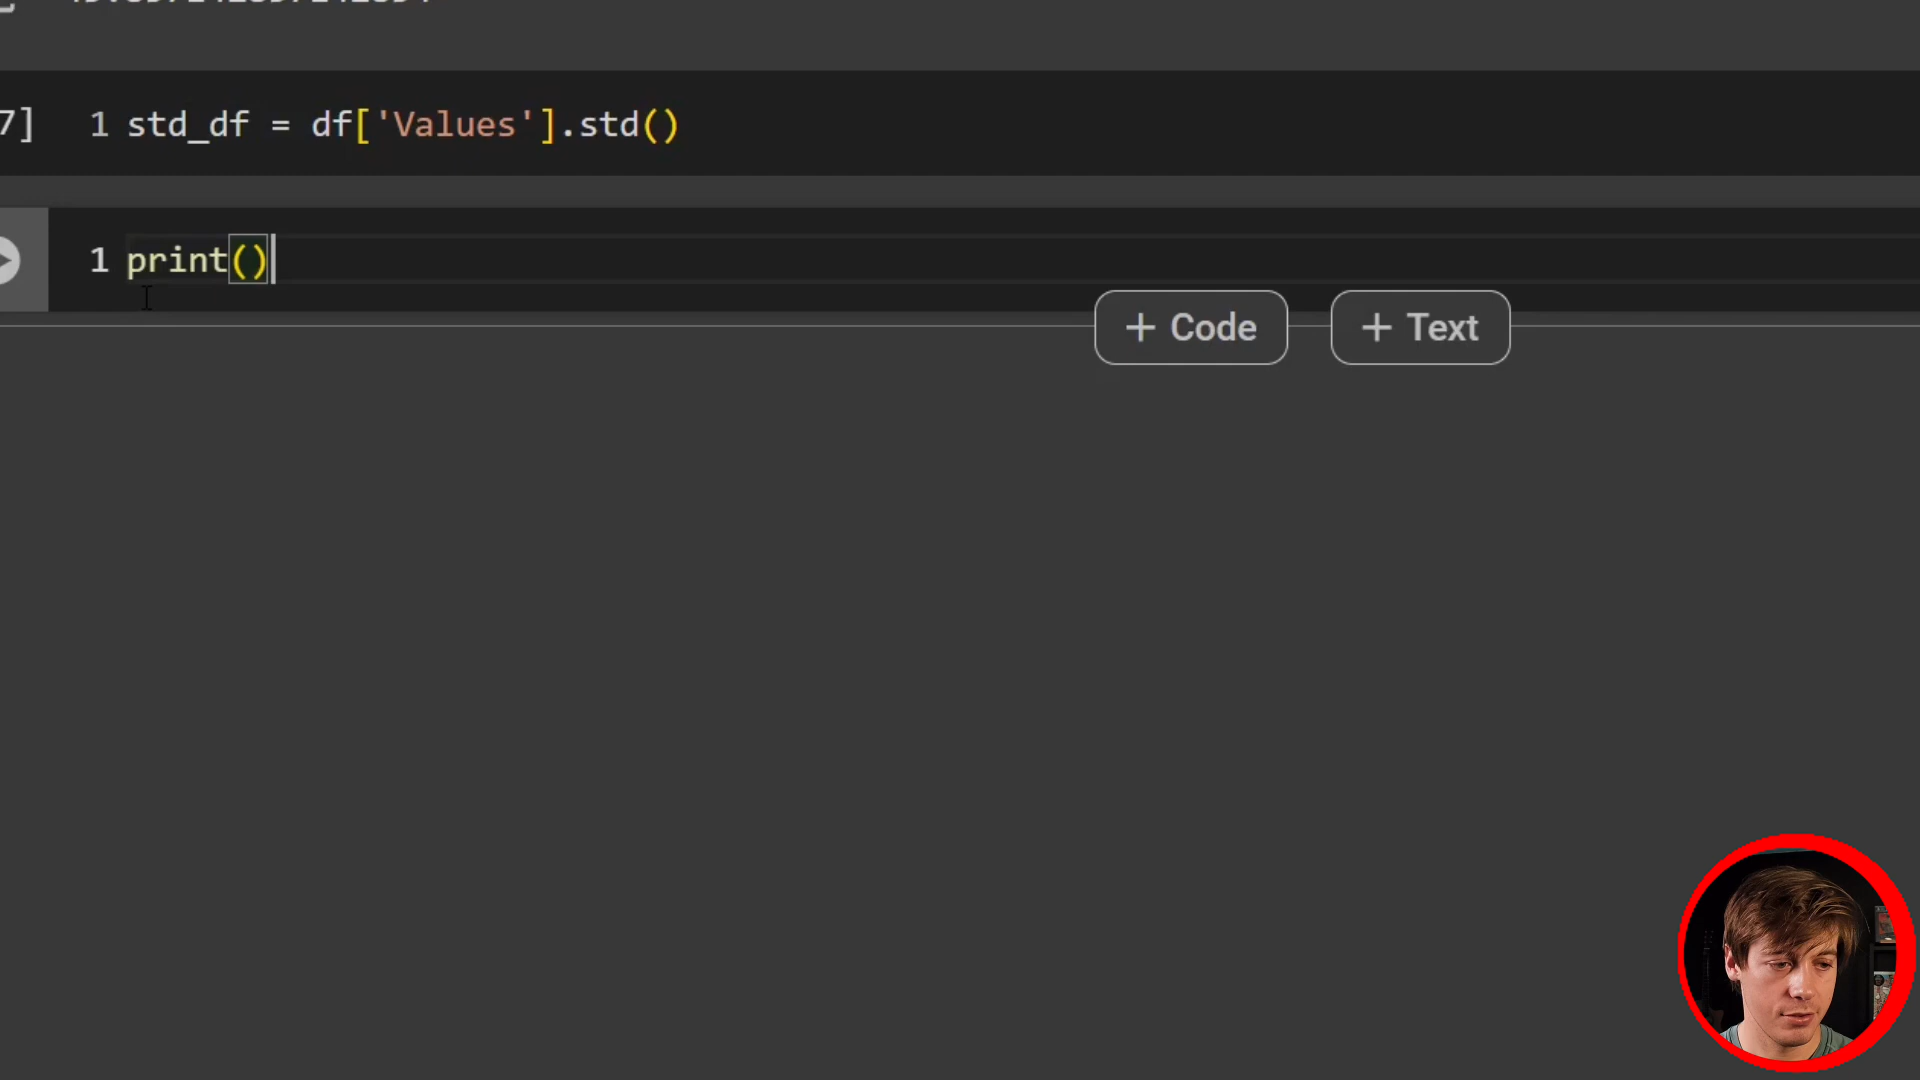 7] 1 std_df = df['Values'].std()
1 print()
+ Code + Text